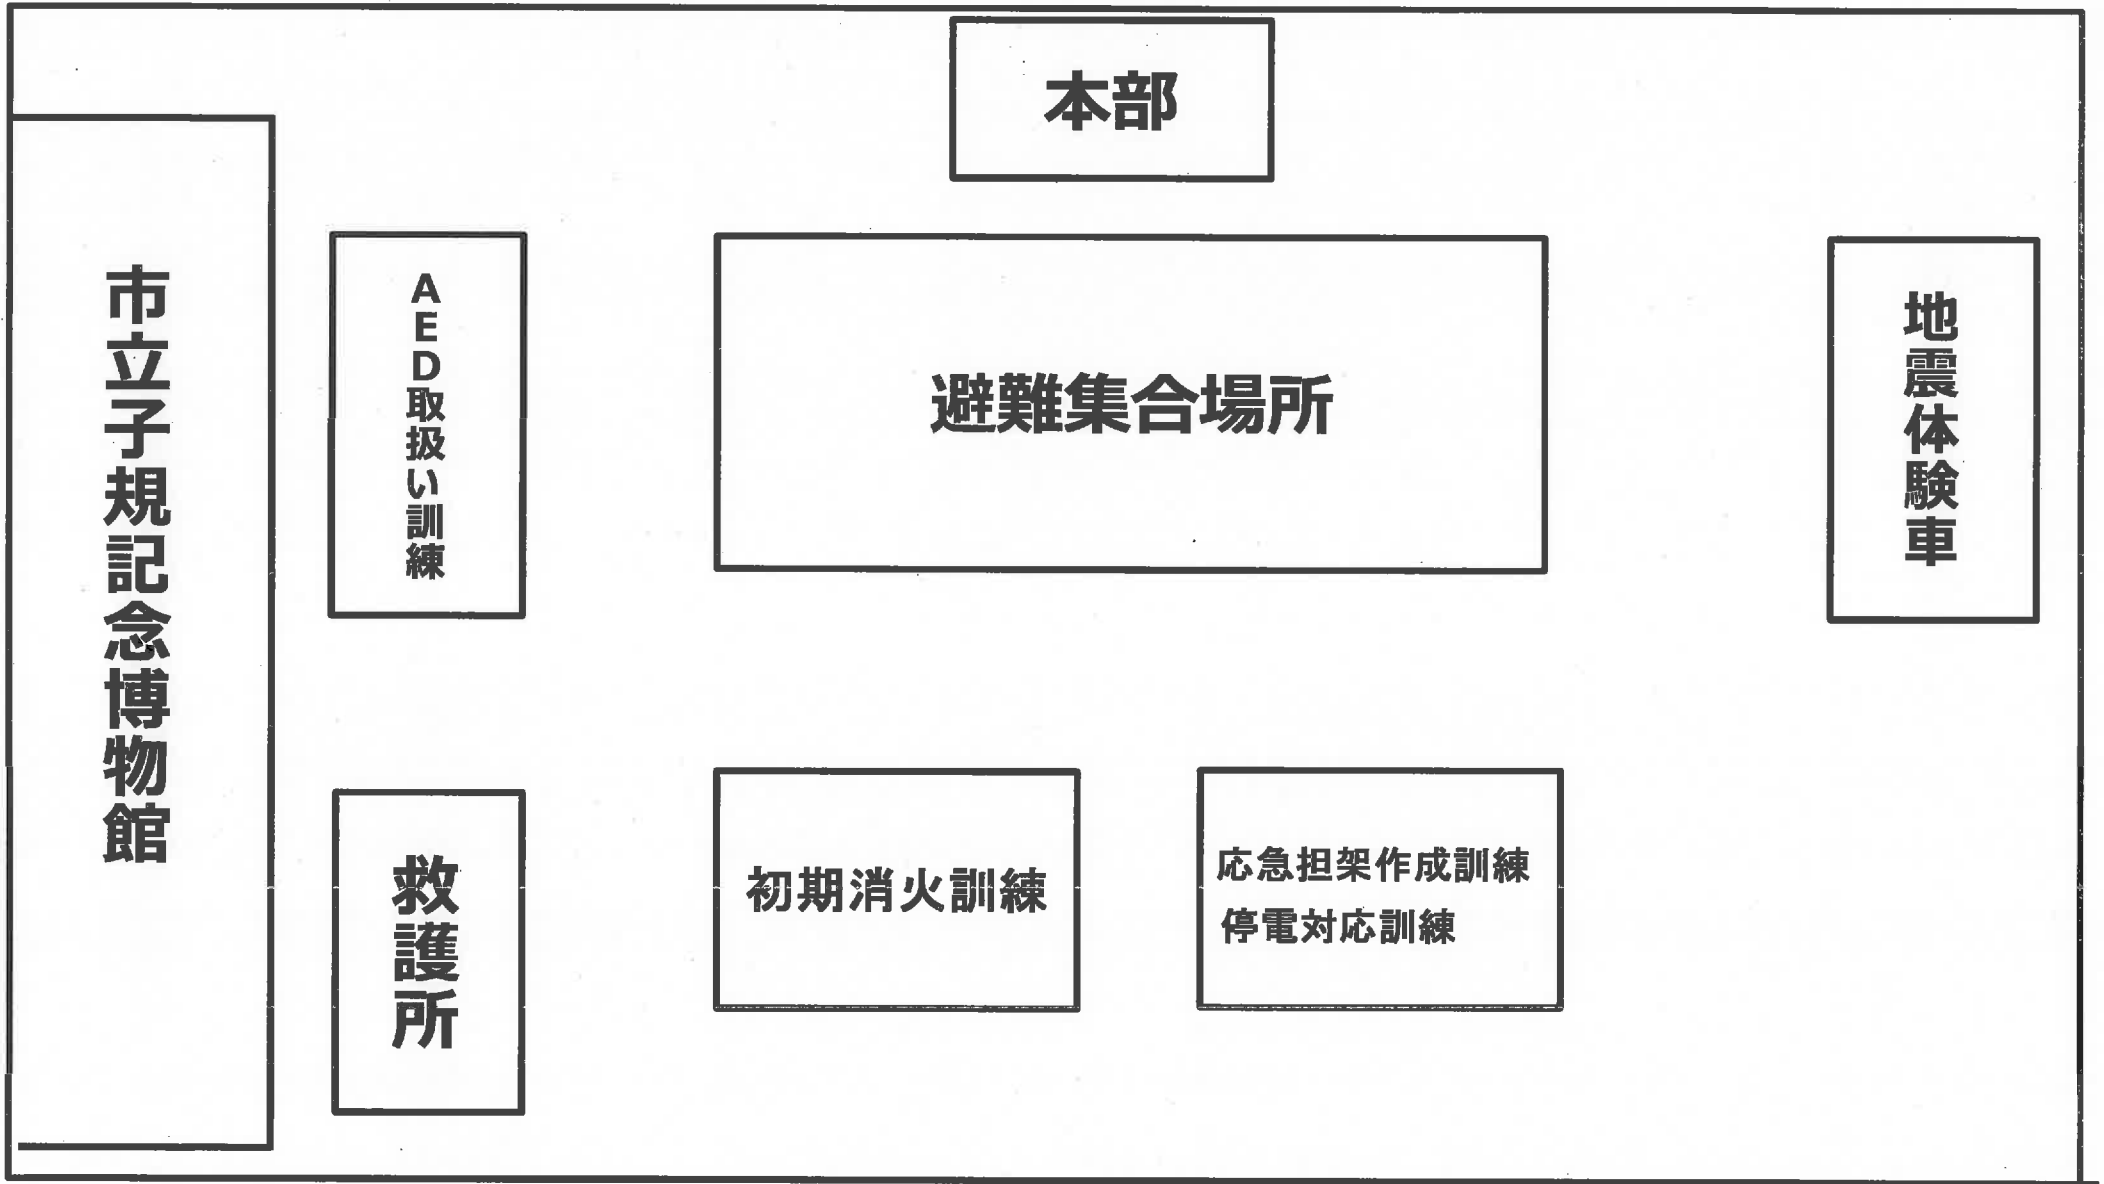 本部
市立子規記念博物館
AED取扱い訓練
避難集合場所
地震体験車
救護所
初期消火訓練
応急担架作成訓練
停電対応訓練